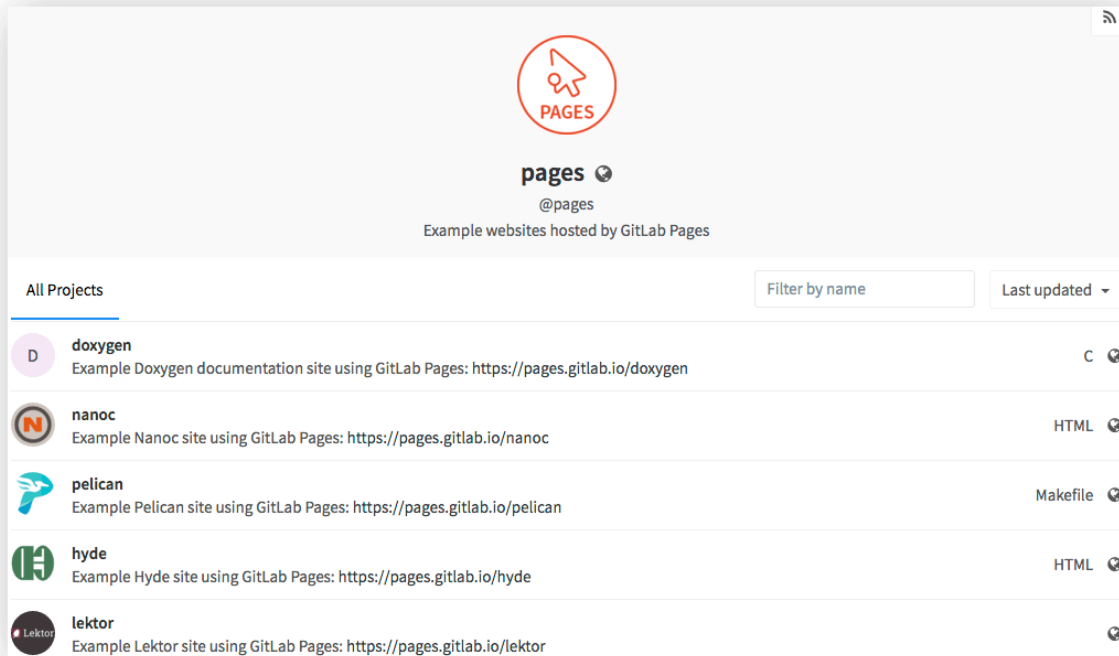 PAGES
pages
@pages
Example websites hosted by GitLab Pages
All Projects
Filter by name
Last updated
D
doxygen
Example Doxygen documentation site using GitLab Pages: https://pages.gitlab.io/doxygen
C
N
nanoc
Example Nanoc site using GitLab Pages: https://pages.gitlab.io/nanoc
HTML
pelican
Example Pelican site using GitLab Pages: https://pages.gitlab.io/pelican
Makefile
hyde
Example Hyde site using GitLab Pages: https://pages.gitlab.io/hyde
HTML
Lektor
lektor
Example Lektor site using GitLab Pages: https://pages.gitlab.io/lektor